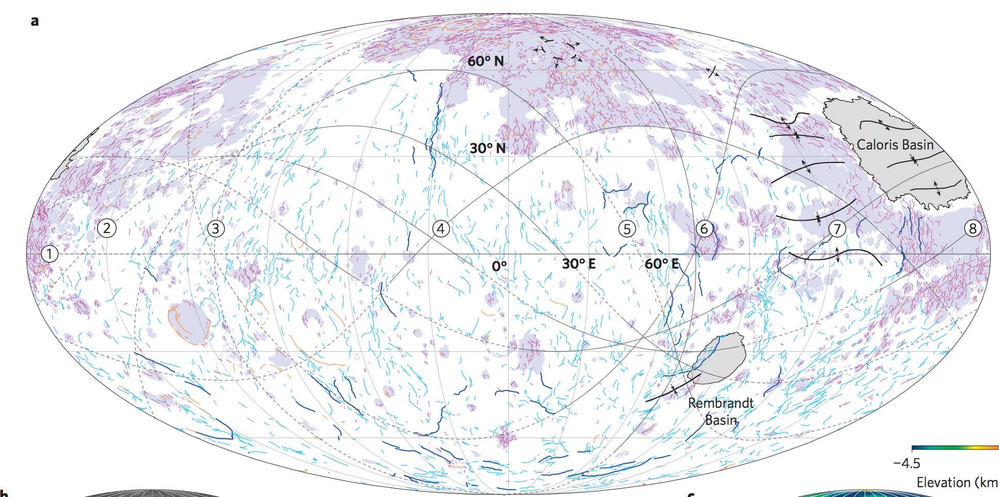 a
60° N
30° N
Caloris Basin
2
3
4
5
6
7
8
1
0°
30° E
60° E
Rembrandt
Basin
−4.5
Elevation (km